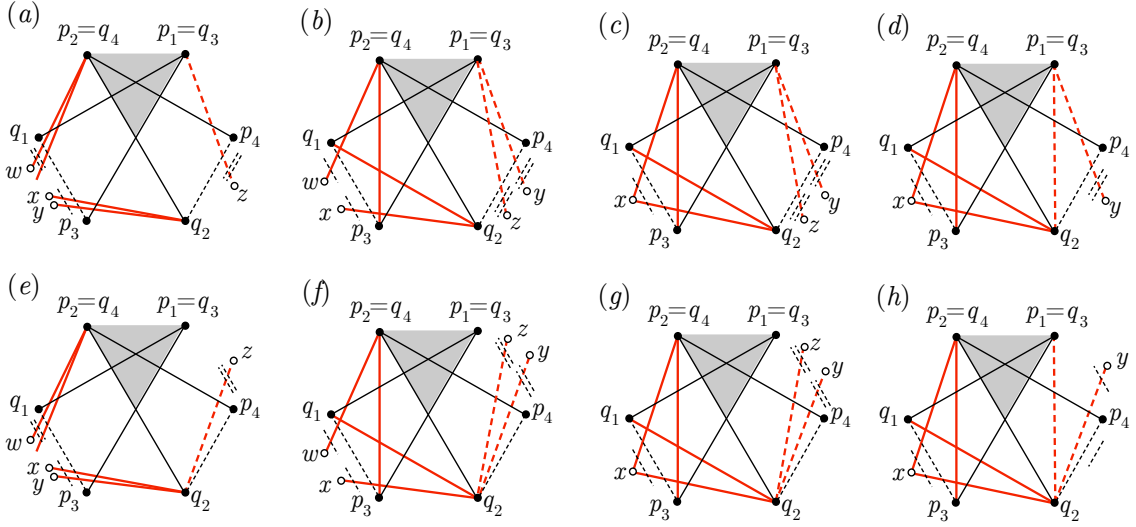 (a)
p₂=q₄ p₁=q₃
q₁ p₄
w z
x
y p₃ q₂
(b)
p₂=q₄ p₁=q₃
q₁ p₄
w y
x p₃ q₂ z
(c)
p₂=q₄ p₁=q₃
q₁ p₄
x y
p₃ q₂ z
(d)
p₂=q₄ p₁=q₃
q₁ p₄
x y
p₃ q₂
(e)
p₂=q₄ p₁=q₃
z
q₁ p₄
w
x
y p₃ q₂
(f)
p₂=q₄ p₁=q₃
z y
q₁ p₄
w
x p₃ q₂
(g)
p₂=q₄ p₁=q₃
z
y
q₁ p₄
x
p₃ q₂
(h)
p₂=q₄ p₁=q₃
y
q₁ p₄
x
p₃ q₂